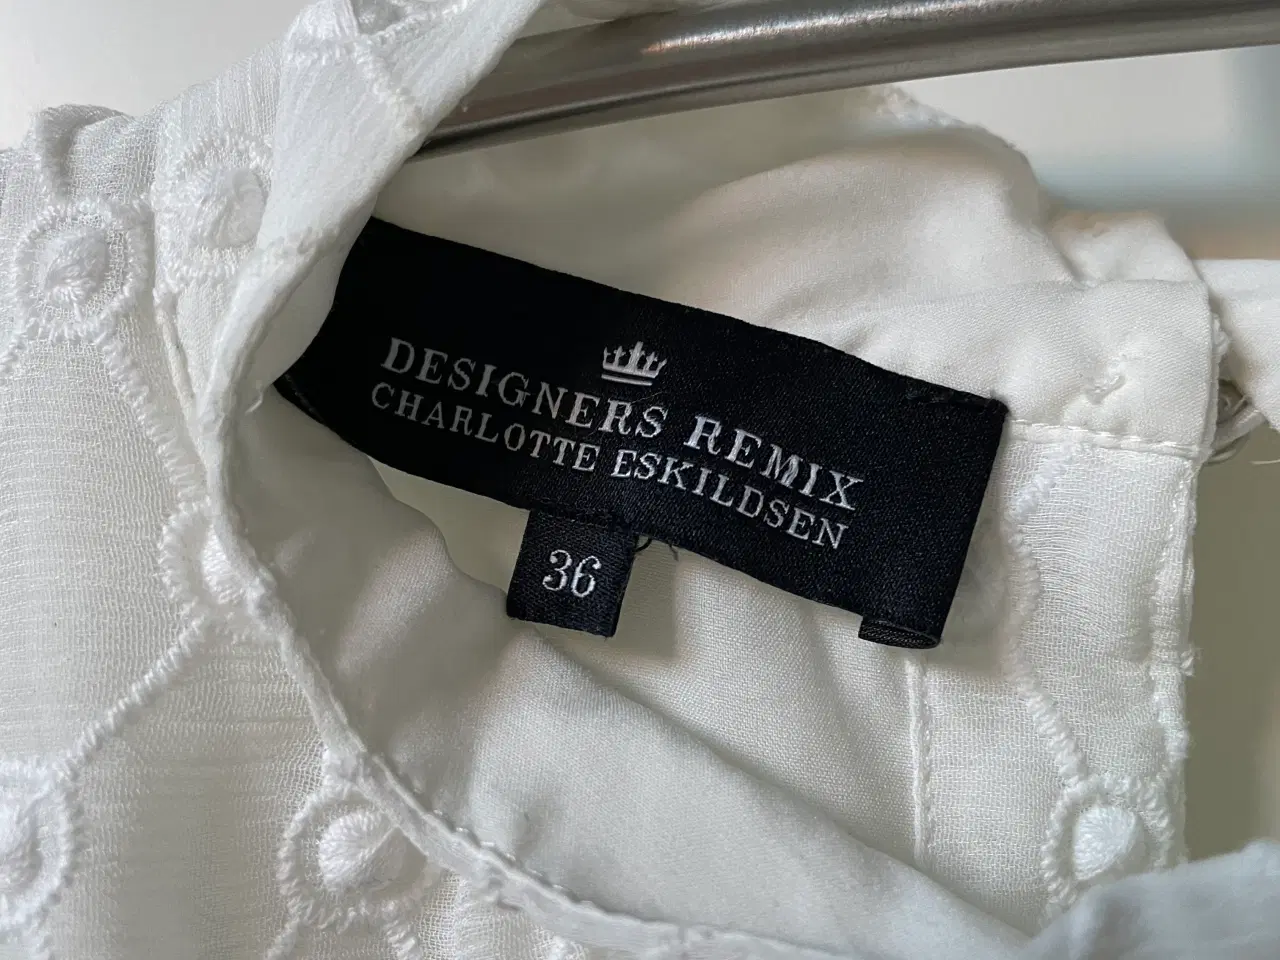 DESIGNERS REMIX
CHARLOTTE ESKILDSEN
36